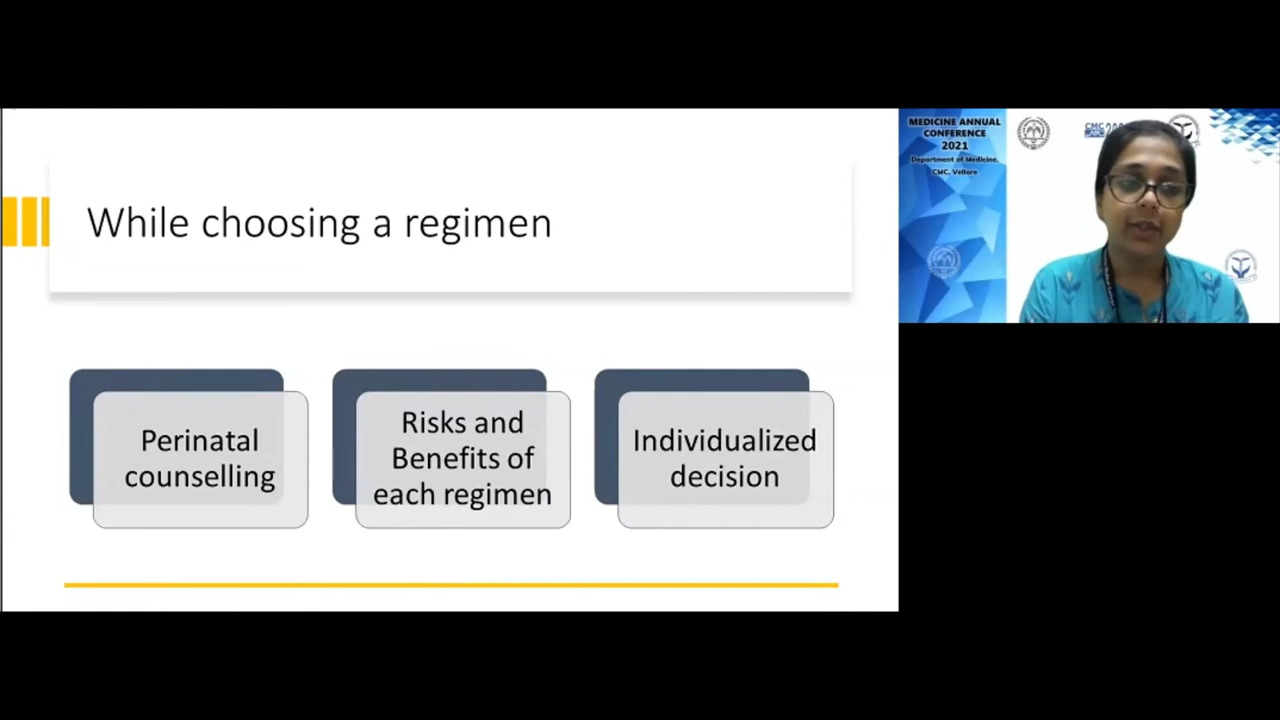 While choosing a regimen
Perinatal
counselling
Risks and
Benefits of
each regimen
Individualized
decision
MEDICINE ANNUAL
CONFERENCE
2021
Department of Medicine,
CMC, Vellore
CMC